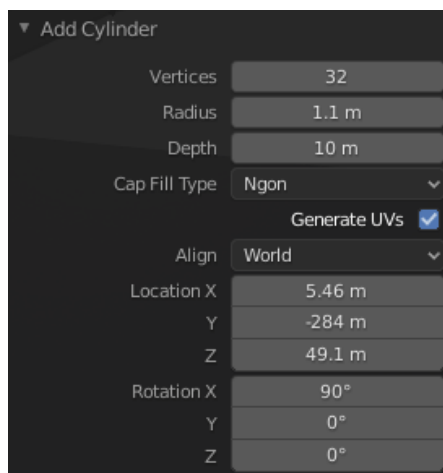 Add Cylinder
Vertices 32
Radius 1.1 m
Depth 10 m
Cap Fill Type Ngon
Generate UVs
Align World
Location X 5.46 m
Y -284 m
Z 49.1 m
Rotation X 90°
Y 0°
Z 0°